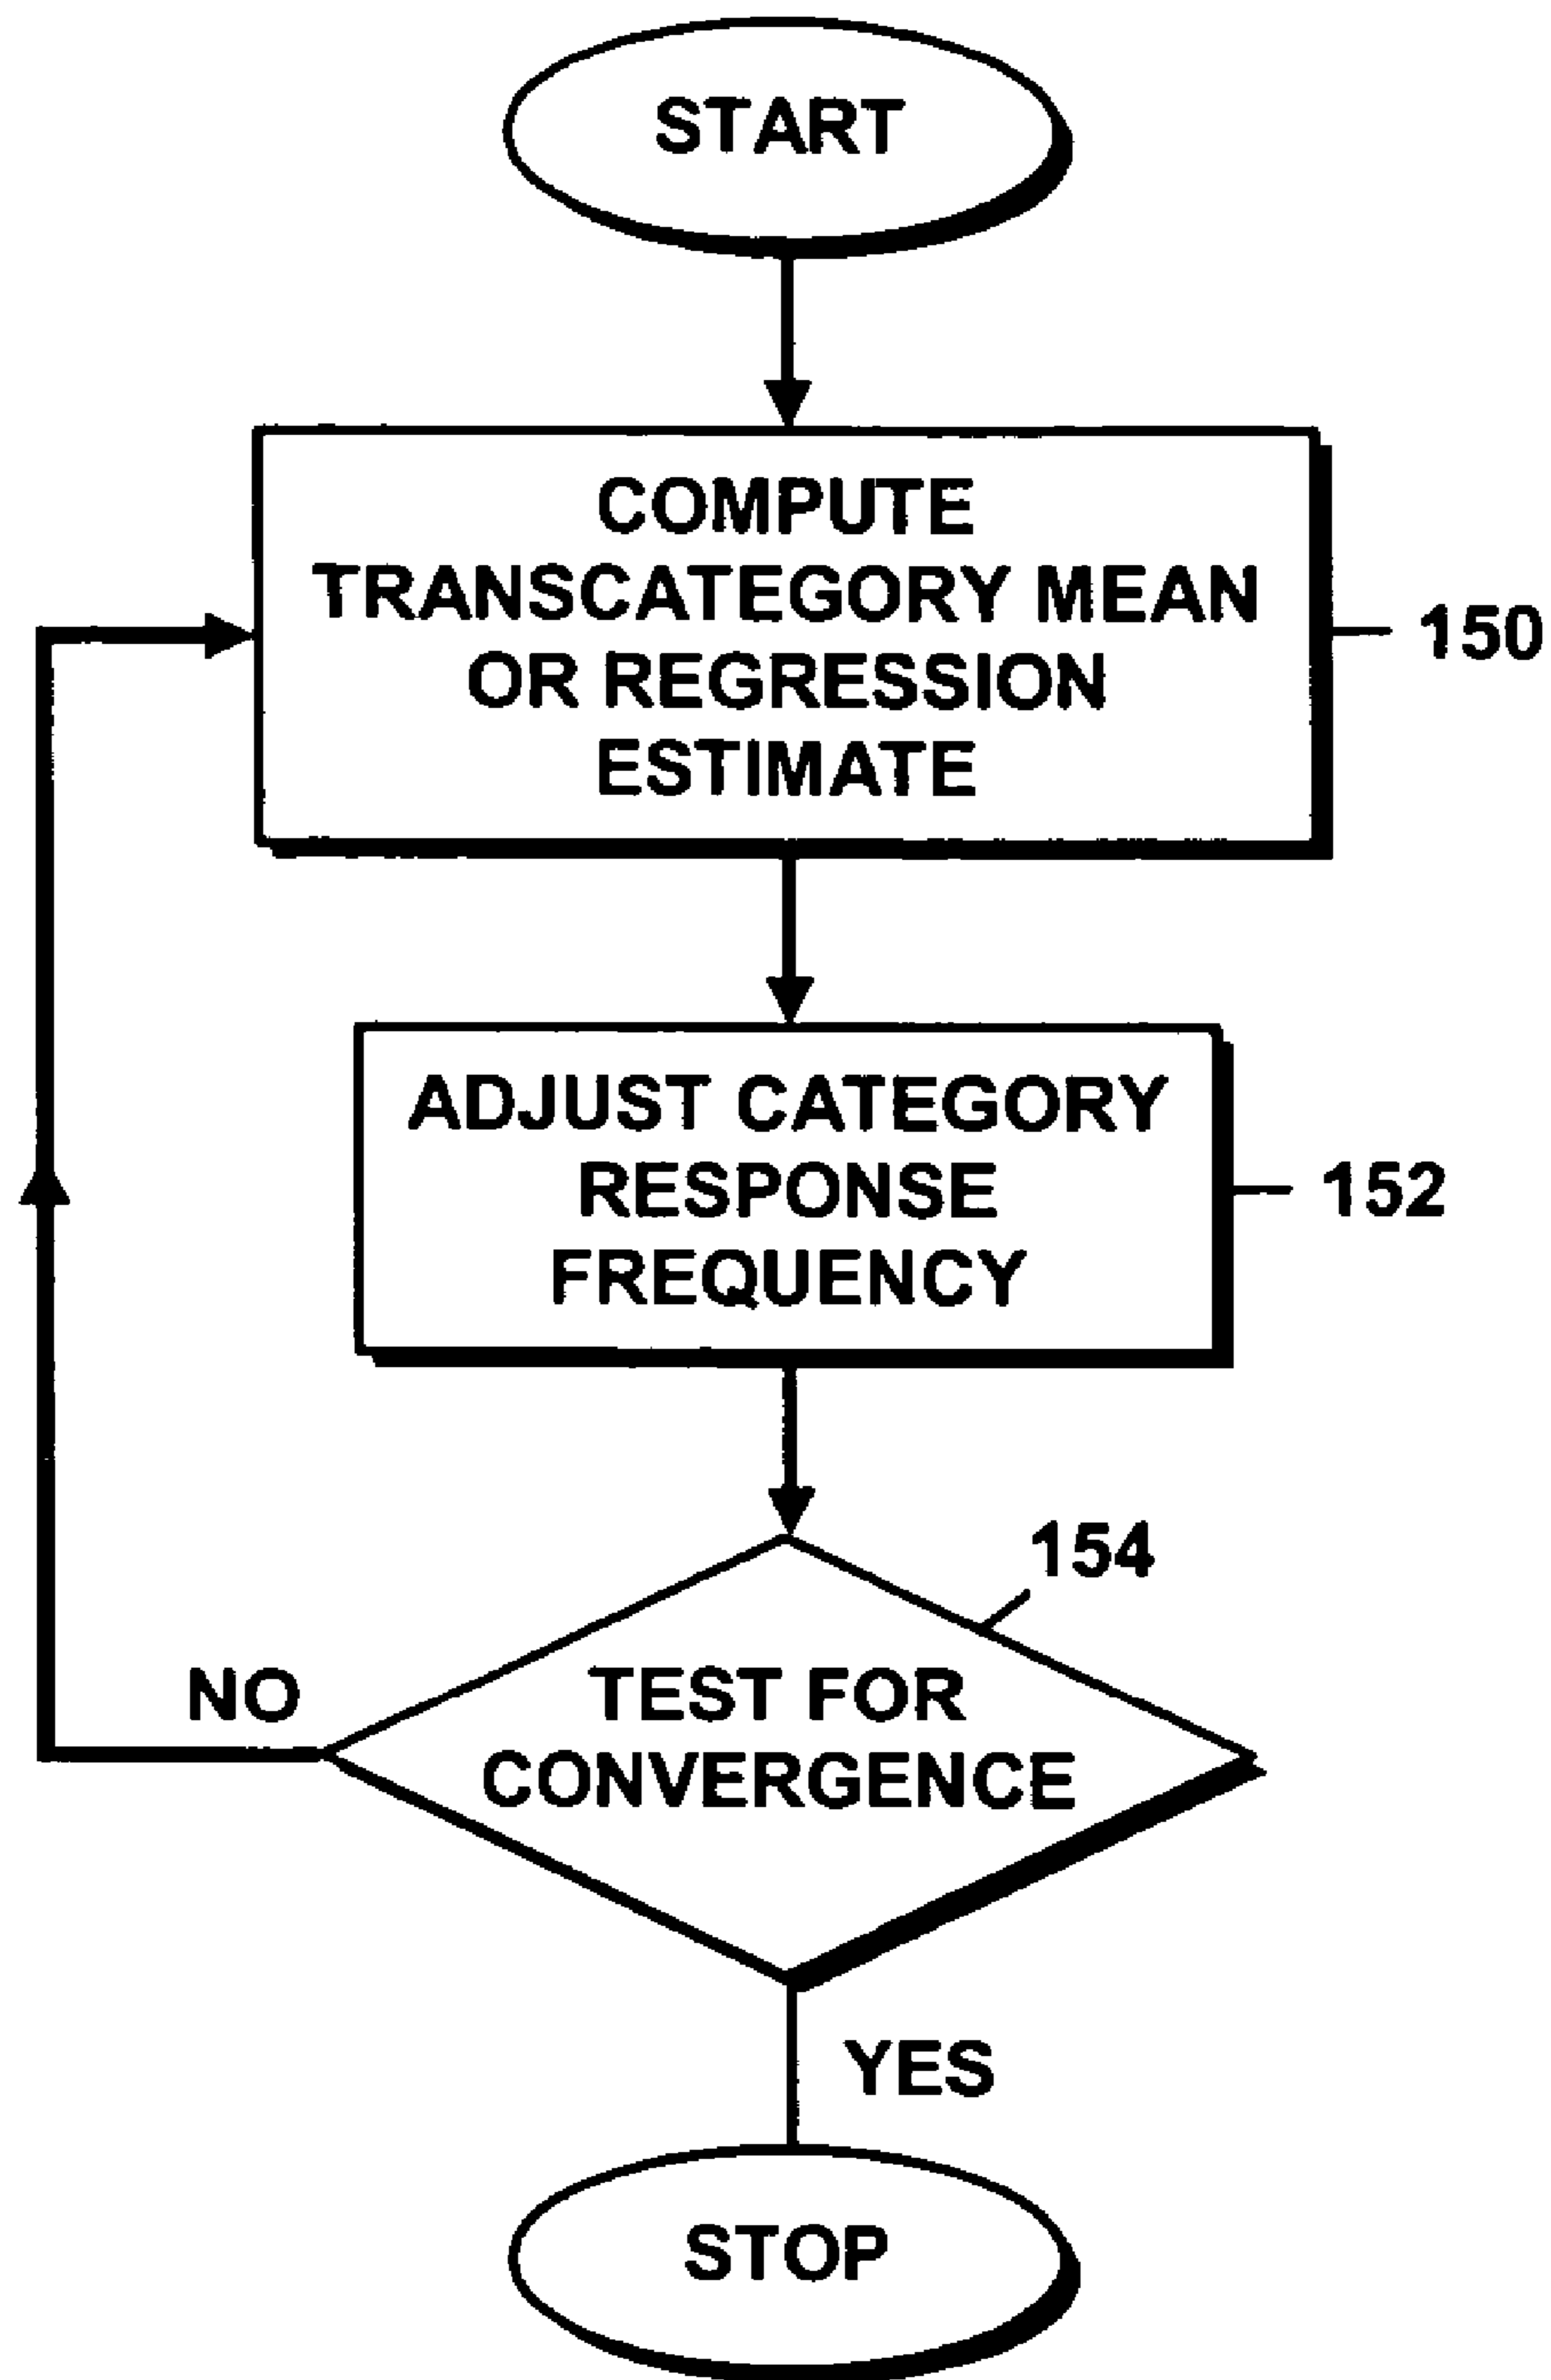 START
COMPUTE
TRANSCATEGORY MEAN
OR REGRESSION
ESTIMATE
150
ADJUST CATEGORY
RESPONSE
FREQUENCY
152
154
NO
TEST FOR
CONVERGENCE
YES
STOP